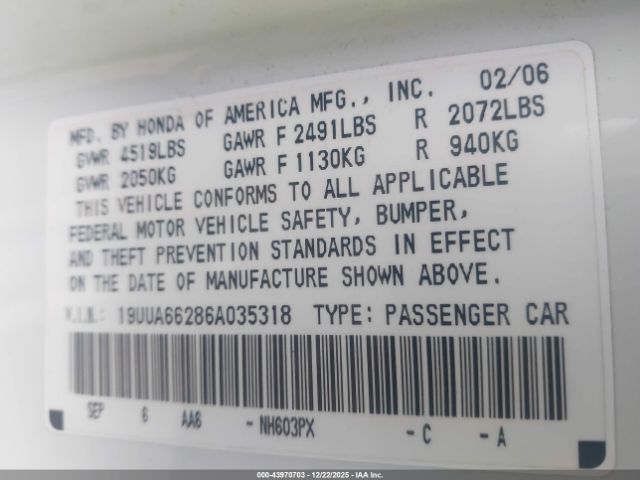 MFD. BY HONDA OF AMERICA MFG., INC. 02/06
GVWR 4519LBS GAWR F 2491LBS R 2072LBS
GVWR 2050KG GAWR F 1130KG R 940KG
THIS VEHICLE CONFORMS TO ALL APPLICABLE
FEDERAL MOTOR VEHICLE SAFETY, BUMPER,
AND THEFT PREVENTION STANDARDS IN EFFECT
ON THE DATE OF MANUFACTURE SHOWN ABOVE.
V.I.N.: 19UUA66286A035318 TYPE: PASSENGER CAR
SEP 6 AA6 - NH603PX - C - A
000-43970703 - 12/22/2025 - IAA Inc.